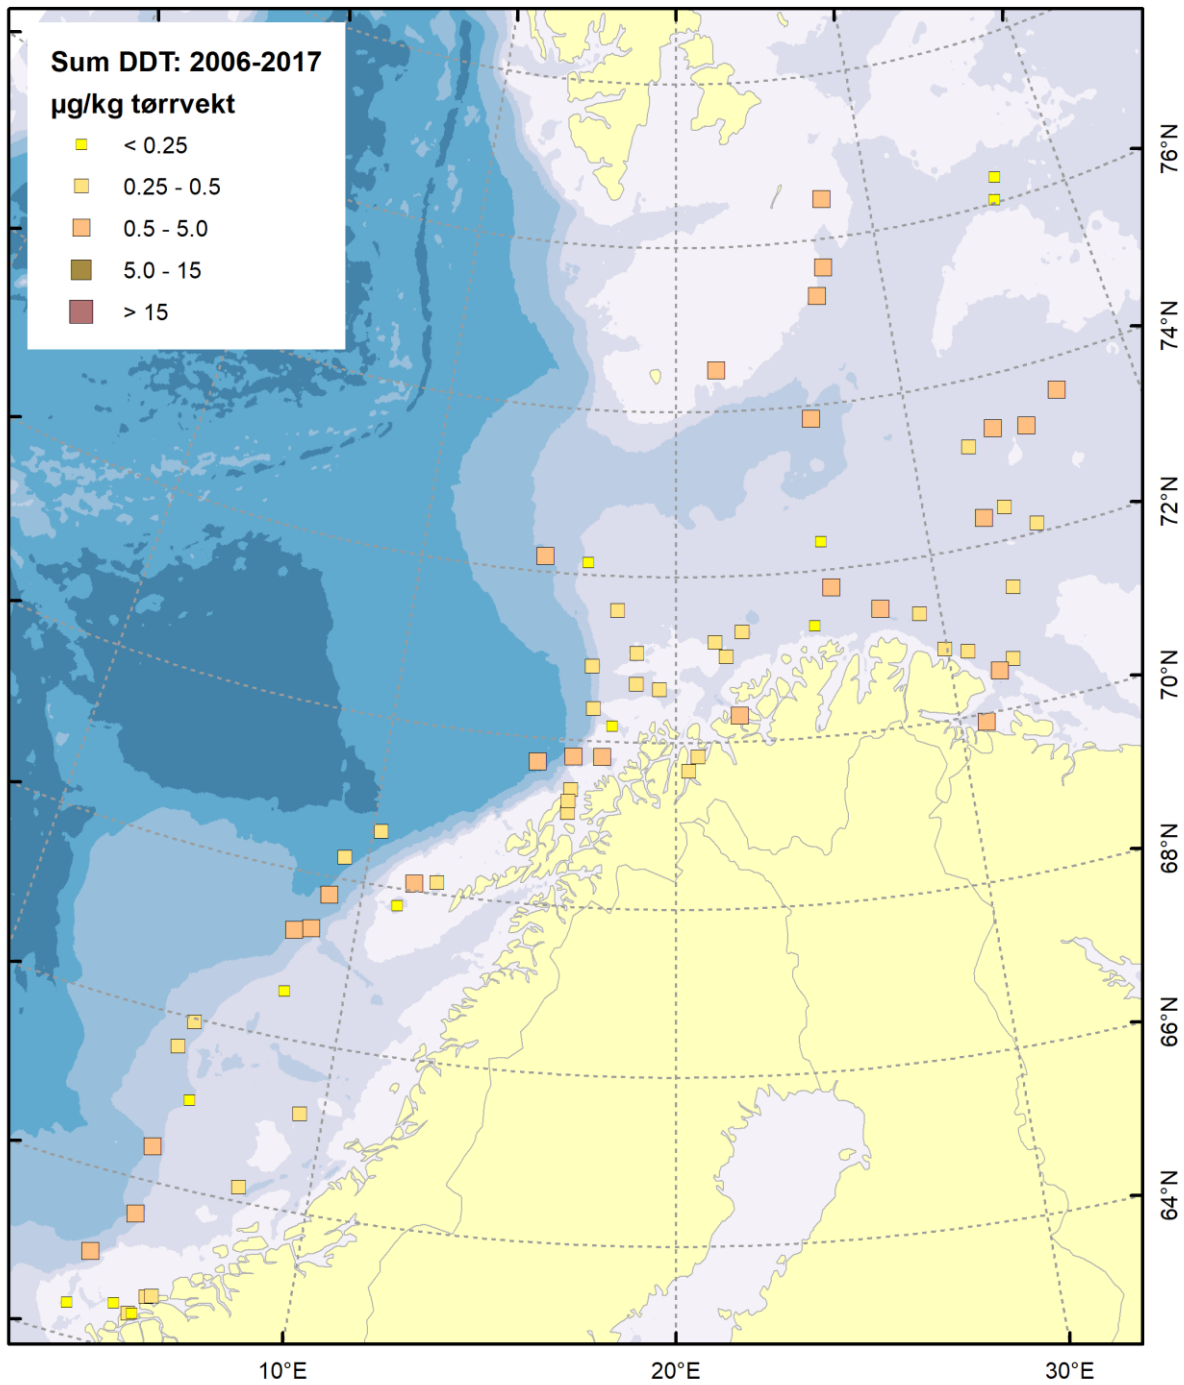 Sum DDT: 2006-2017
µg/kg tørrvekt
< 0.25
0.25 - 0.5
0.5 - 5.0
5.0 - 15
> 15
76°N
74°N
72°N
70°N
68°N
66°N
64°N
10°E
20°E
30°E